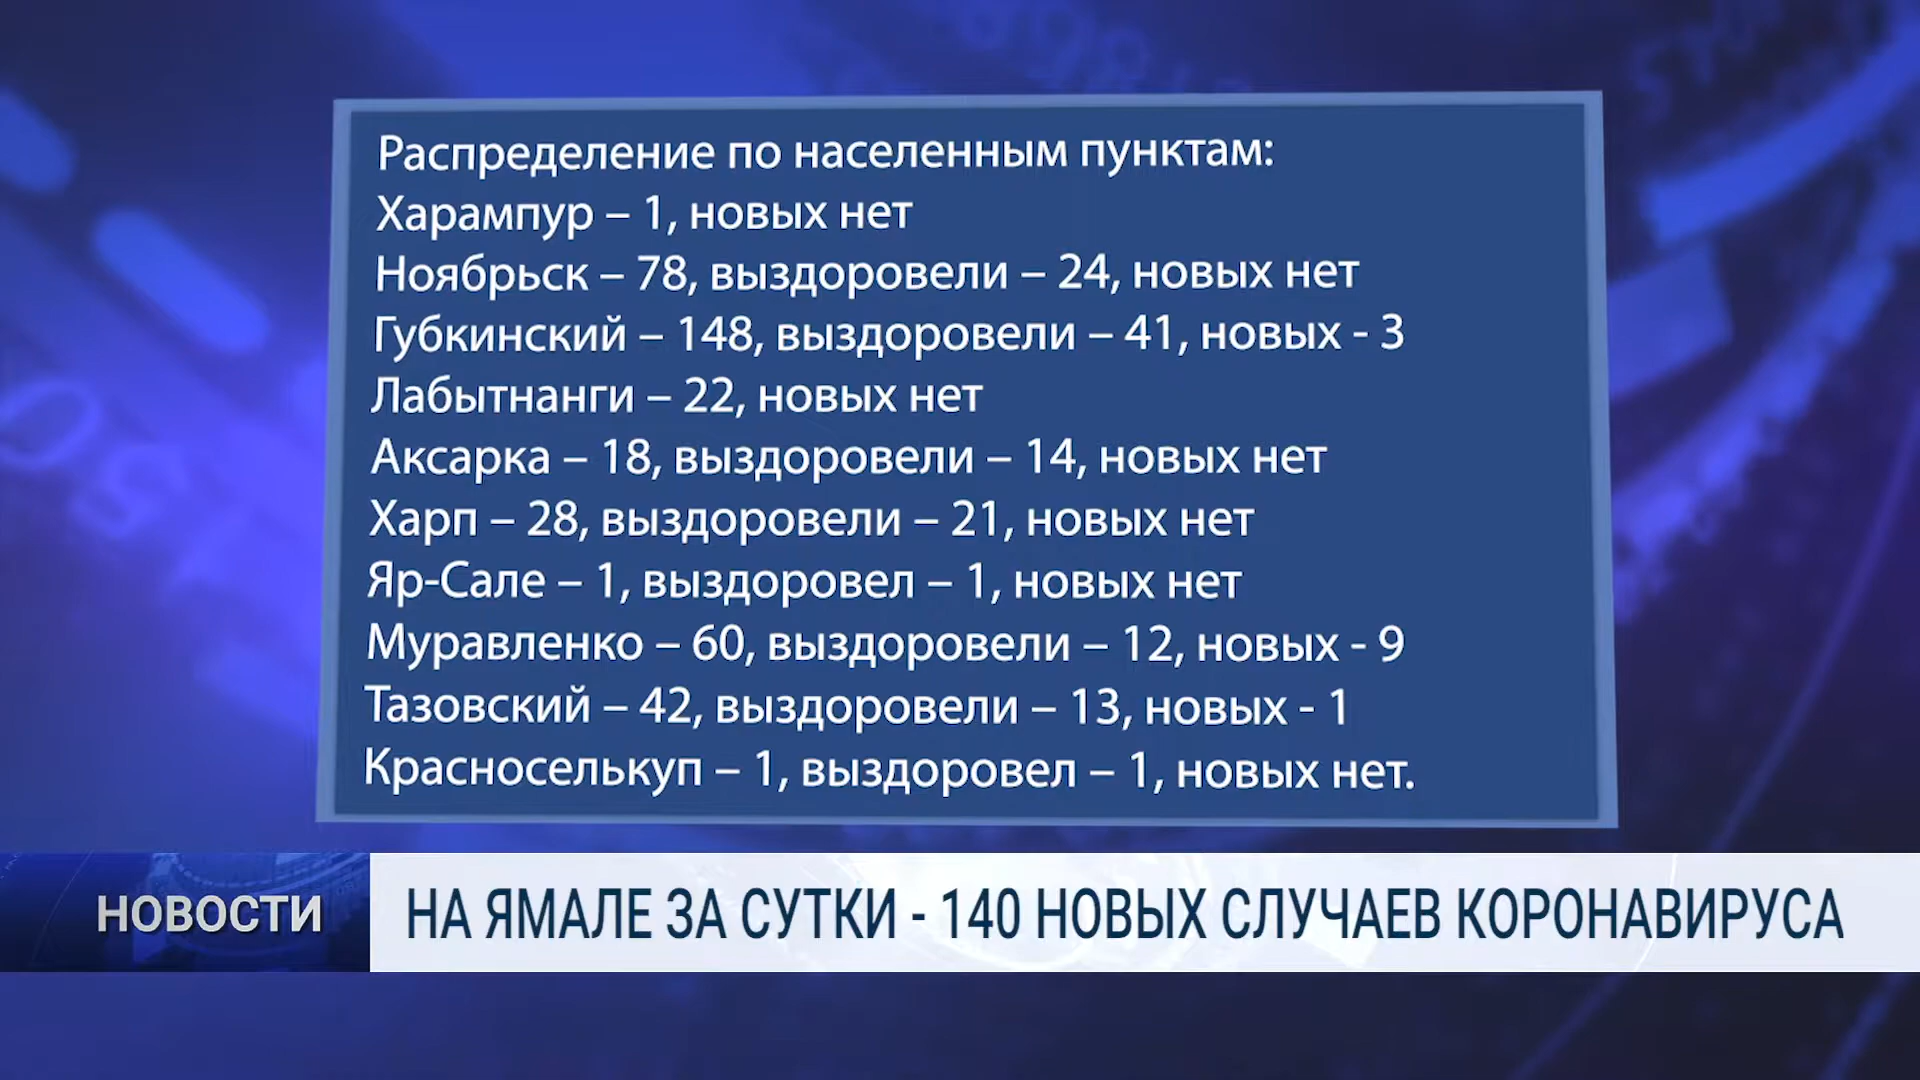 Распределение по населенным пунктам:
Харампур – 1, новых нет
Ноябрьск – 78, выздоровели – 24, новых нет
Губкинский – 148, выздоровели – 41, новых - 3
Лабытнанги – 22, новых нет
Аксарка – 18, выздоровели – 14, новых нет
Харп – 28, выздоровели – 21, новых нет
Яр-Сале – 1, выздоровел – 1, новых нет
Муравленко – 60, выздоровели – 12, новых - 9
Тазовский – 42, выздоровели – 13, новых - 1
Красноселькуп – 1, выздоровел – 1, новых нет.
НОВОСТИ
НА ЯМАЛЕ ЗА СУТКИ - 140 НОВЫХ СЛУЧАЕВ КОРОНАВИРУСА